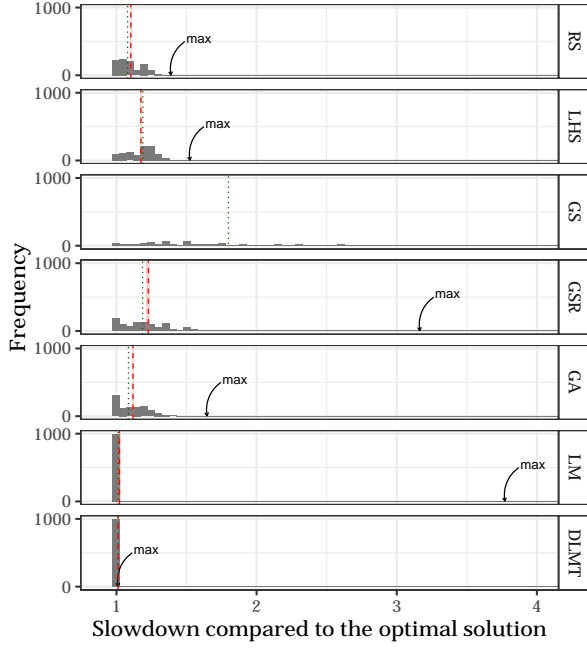 Frequency
1000
0
max
RS
1000
0
max
LHS
1000
0
GS
1000
0
max
GSR
1000
0
max
GA
1000
0
max
LM
1000
0
max
DLMT
1 2 3 4
Slowdown compared to the optimal solution